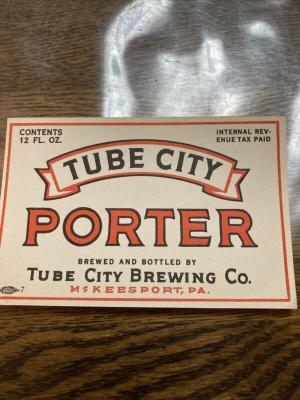 CONTENTS
12 FL. OZ.
INTERNAL REV-
ENUE TAX PAID
TUBE CITY
PORTER
BREWED AND BOTTLED BY
TUBE CITY BREWING CO.
McKEESPORT, PA.
7